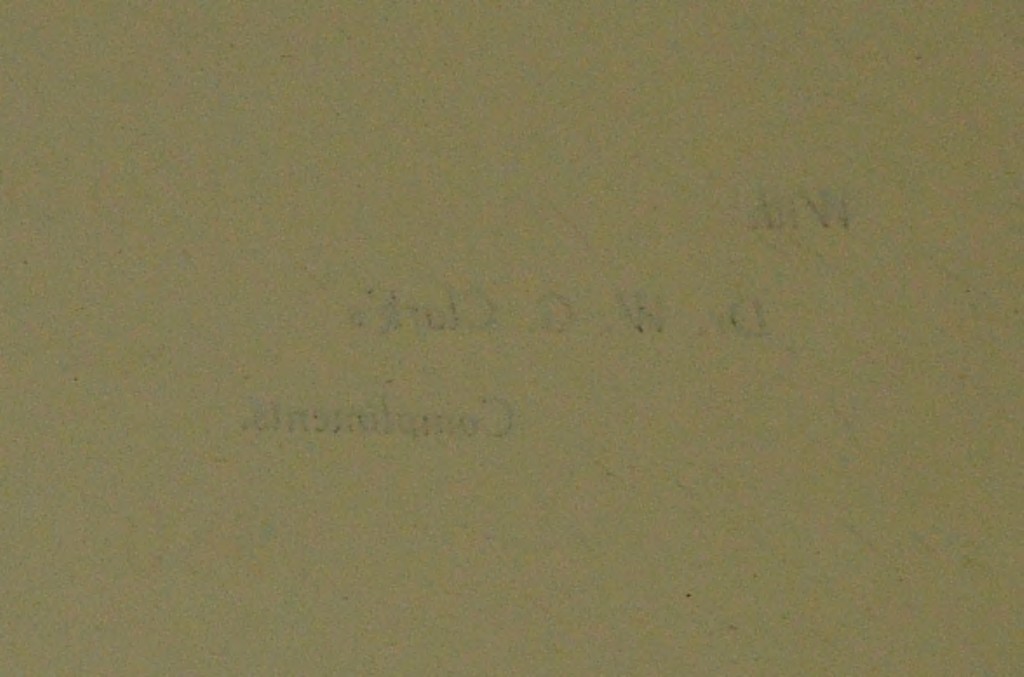 With
Dr. W. G. Clark's
Compliments.